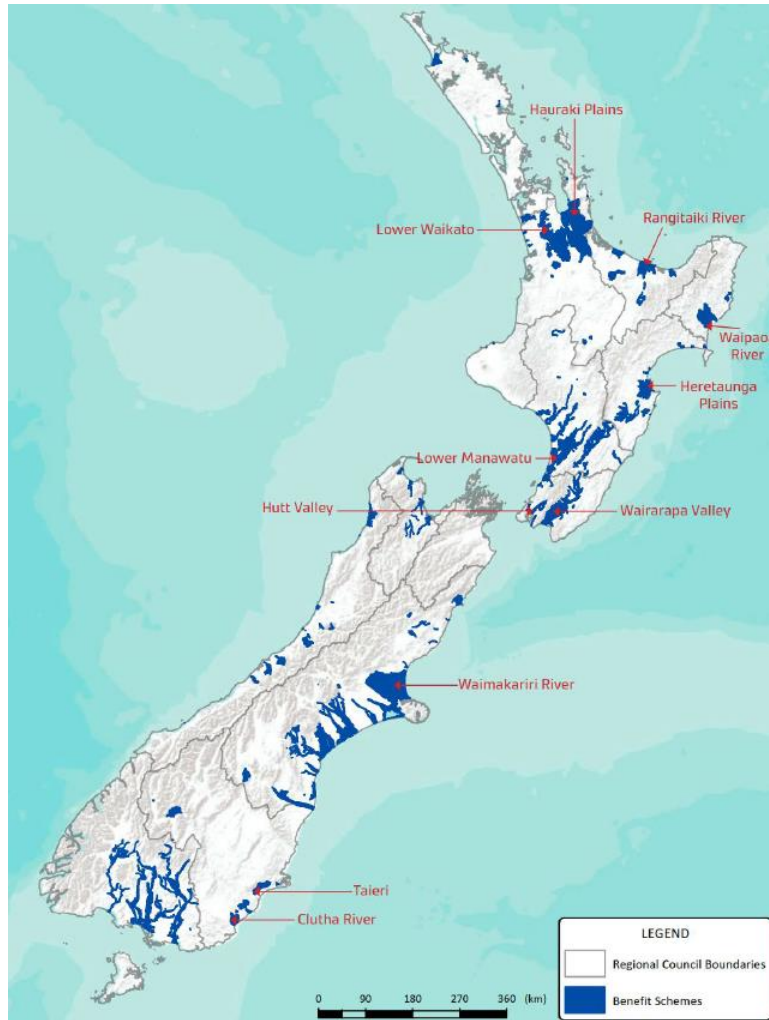 Hauraki Plains
Lower Waikato
Rangitaiki River
Waipaoa
River
Heretaunga
Plains
Lower Manawatu
Hutt Valley
Wairarapa Valley
Waimakariri River
Taieri
Clutha River
LEGEND
Regional Council Boundaries
Benefit Schemes
0 90 180 270 360 (km)